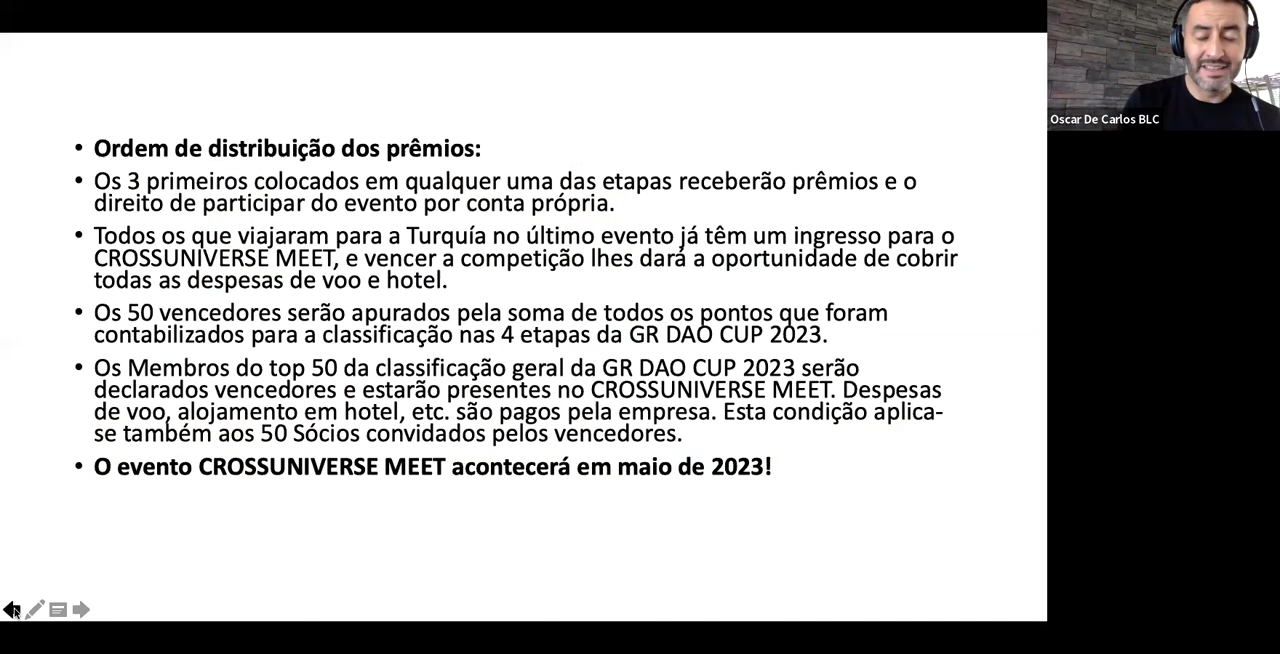 • Ordem de distribuição dos prêmios:
• Os 3 primeiros colocados em qualquer uma das etapas receberão prêmios e o
direito de participar do evento por conta própria.
• Todos os que viajaram para a Turquía no último evento já têm um ingresso para o
CROSSUNIVERSE MEET, e vencer a competição lhes dará a oportunidade de cobrir
todas as despesas de voo e hotel.
• Os 50 vencedores serão apurados pela soma de todos os pontos que foram
contabilizados para a classificação nas 4 etapas da GR DAO CUP 2023.
• Os Membros do top 50 da classificação geral da GR DAO CUP 2023 serão
declarados vencedores e estarão presentes no CROSSUNIVERSE MEET. Despesas
de voo, alojamento em hotel, etc. são pagos pela empresa. Esta condição aplica-
se também aos 50 Sócios convidados pelos vencedores.
• O evento CROSSUNIVERSE MEET acontecerá em maio de 2023!
Oscar De Carlos BLC